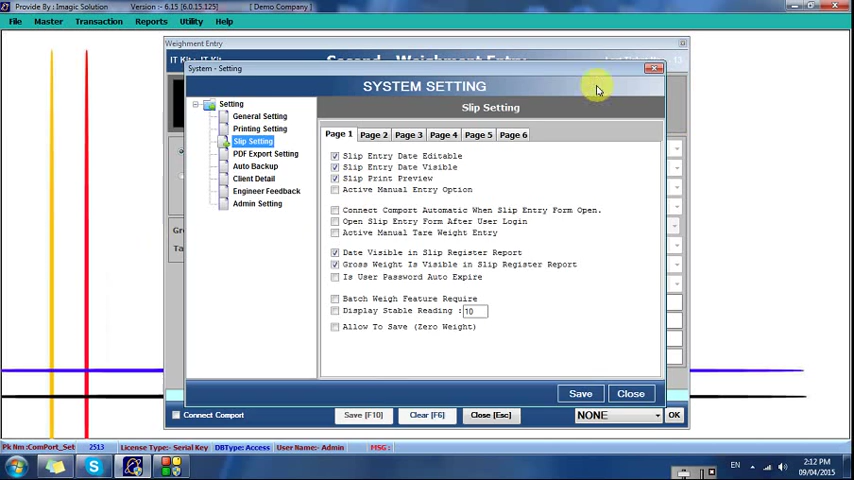 Provide By : Imagic Solution Version :- 6.15 [6.0.15.125] [ Demo Company ]
File Master Transaction Reports Utility Help
Weighment Entry
IT Kit : IT Kit
System - Setting
SYSTEM SETTING
Setting
General Setting
Printing Setting
Slip Setting
PDF Export Setting
Auto Backup
Client Detail
Engineer Feedback
Admin Setting
Slip Setting
Page 1 Page 2 Page 3 Page 4 Page 5 Page 6
Slip Entry Date Editable
Slip Entry Date Visible
Slip Print Preview
Active Manual Entry Option
Connect Comport Automatic When Slip Entry Form Open.
Open Slip Entry Form After User Login
Active Manual Tare Weight Entry
Date Visible in Slip Register Report
Gross Weight Is Visible in Slip Register Report
Is User Password Auto Expire
Batch Weigh Feature Require
Display Stable Reading : 10
Allow To Save (Zero Weight)
Save Close
Gr
Ta
Connect Comport Save [F10] Clear [F6] Close [Esc] NONE OK
Pk Nm :ComPort_Set 2513 License Type:- Serial Key DBType: Access User Name:- Admin MSG :
EN
2:12 PM
09/04/2015